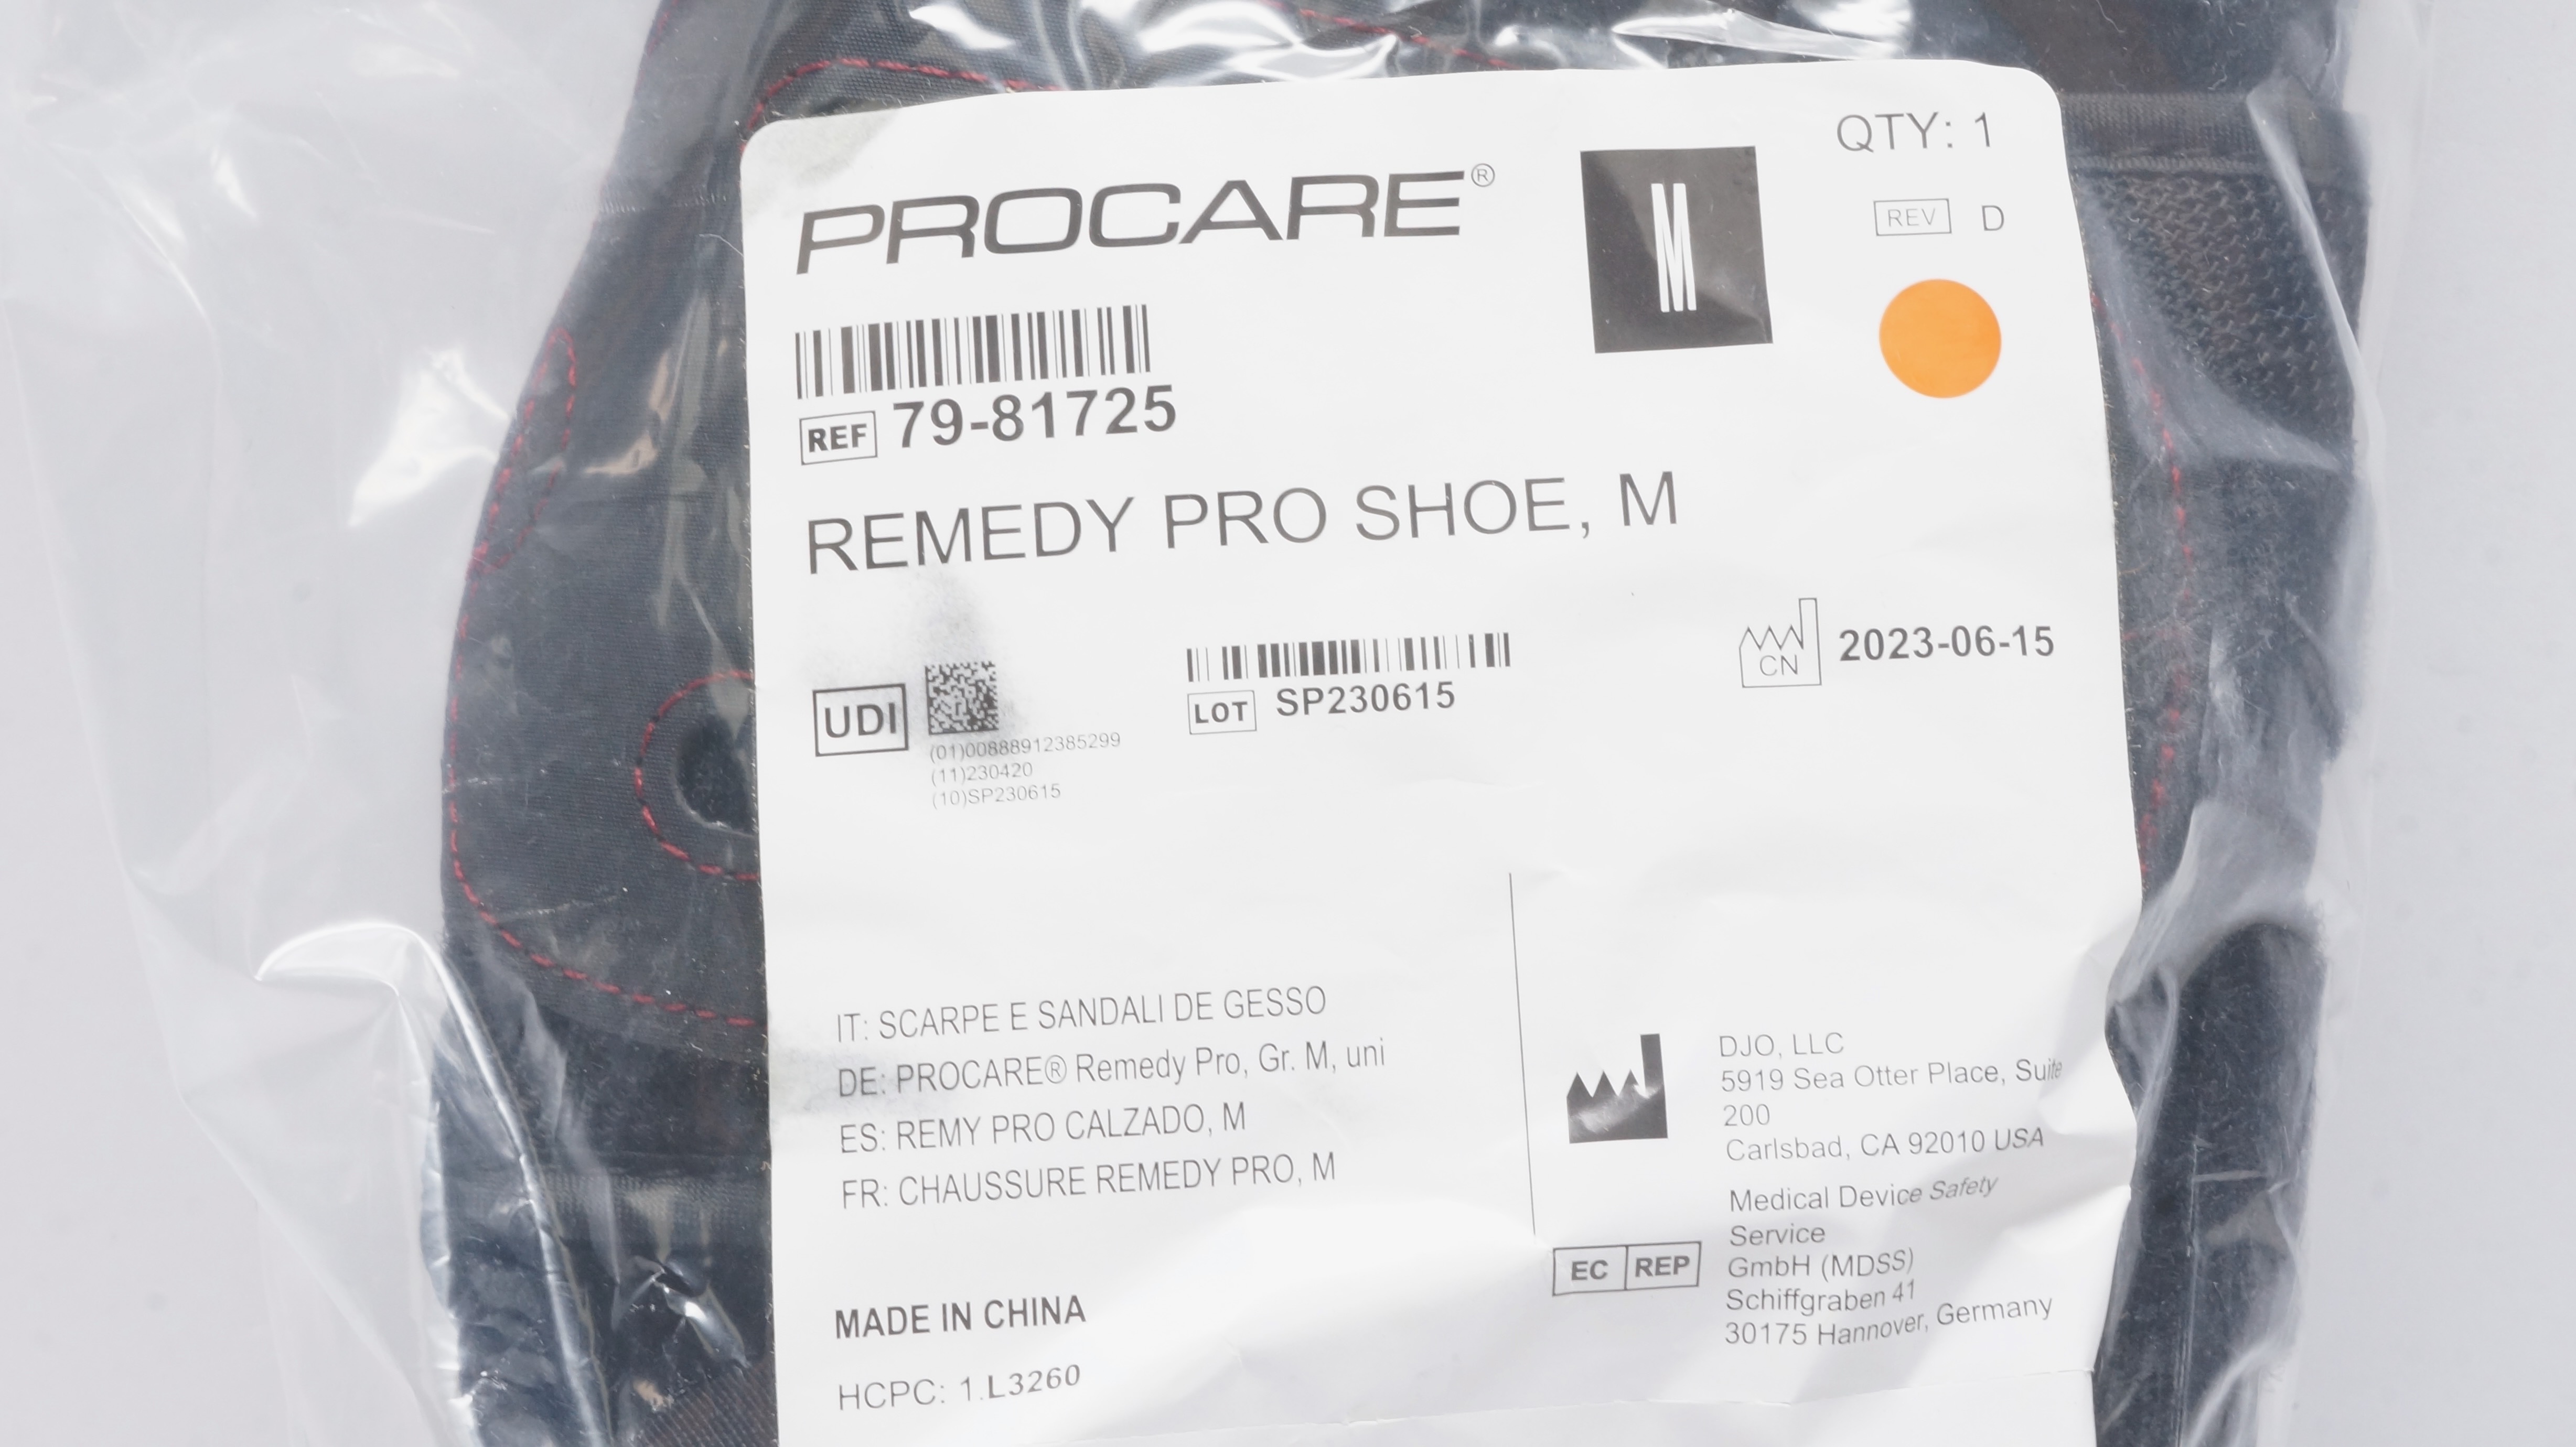 PROCARE®
M
QTY: 1
REV D
REF 79-81725
REMEDY PRO SHOE, M
UDI
(01)00888912385299
(11)230420
(10)SP230615
LOT SP230615
CN 2023-06-15
IT: SCARPE E SANDALI DE GESSO
DE: PROCARE® Remedy Pro, Gr. M, uni
ES: REMY PRO CALZADO, M
FR: CHAUSSURE REMEDY PRO, M
MADE IN CHINA
HCPC: 1.L3260
DJO, LLC
5919 Sea Otter Place, Suite
200
Carlsbad, CA 92010 USA
EC REP
Medical Device Safety
Service
GmbH (MDSS)
Schiffgraben 41
30175 Hannover, Germany